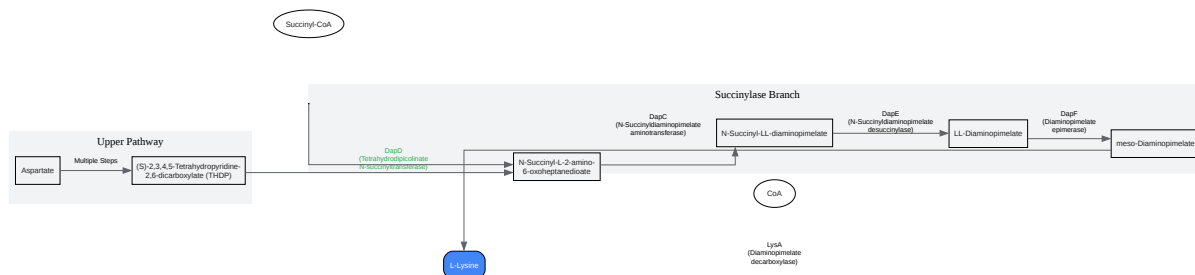 Succinyl-CoA
Succinylase Branch
Upper Pathway
Aspartate
Multiple Steps
(S)-2,3,4,5-Tetrahydropyridine-
2,6-dicarboxylate (THDP)
DapD
(Tetrahydrodipicolinate
N-succinyltransferase)
N-Succinyl-L-2-amino-
6-oxoheptanedioate
DapC
(N-Succinyldiaminopimelate
aminotransferase)
N-Succinyl-LL-diaminopimelate
DapE
(N-Succinyldiaminopimelate
desuccinylase)
LL-Diaminopimelate
DapF
(Diaminopimelate
epimerase)
meso-Diaminopimelate
CoA
LysA
(Diaminopimelate
decarboxylase)
L-Lysine